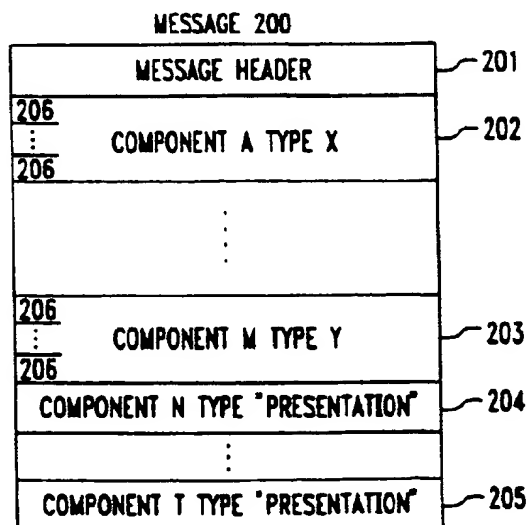 MESSAGE 200
MESSAGE HEADER
201
206
⋮
206
COMPONENT A TYPE X
202
⋮
206
⋮
206
COMPONENT M TYPE Y
203
COMPONENT N TYPE "PRESENTATION"
204
⋮
COMPONENT T TYPE "PRESENTATION"
205